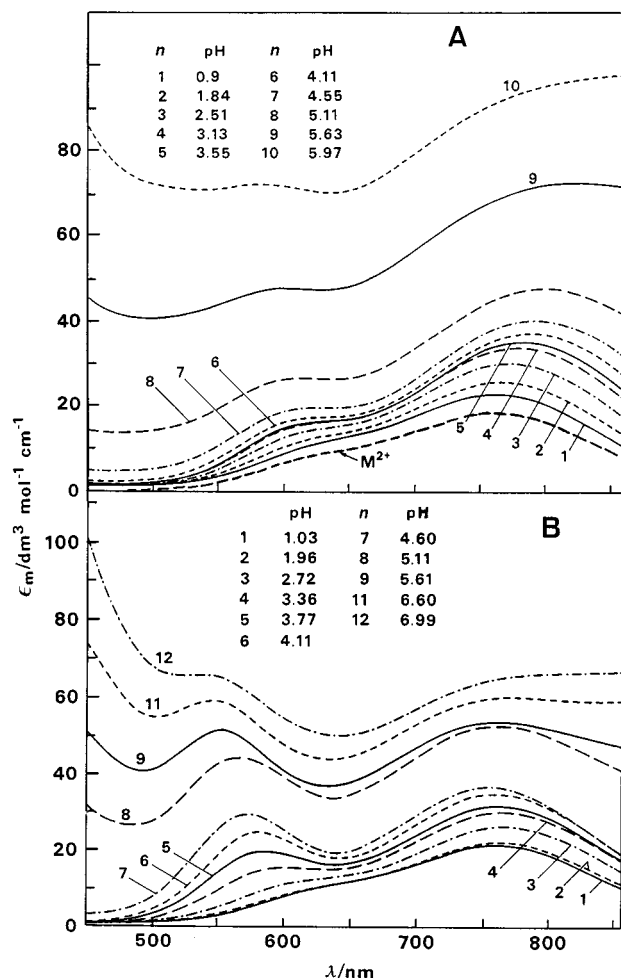 A
n pH n pH
1 0.9 6 4.11
2 1.84 7 4.55
3 2.51 8 5.11
4 3.13 9 5.63
5 3.55 10 5.97
10
9
8 7 6
5 4 3 2 1
M2+
80
60
40
20
0
ϵm/dm3 mol-1 cm-1
B
pH n pH
1 1.03 7 4.60
2 1.96 8 5.11
3 2.72 9 5.61
4 3.36 11 6.60
5 3.77 12 6.99
6 4.11
12
11
9
8
7 6 5
4 3 2 1
100
80
60
40
20
0
500 600 700 800
λ/nm